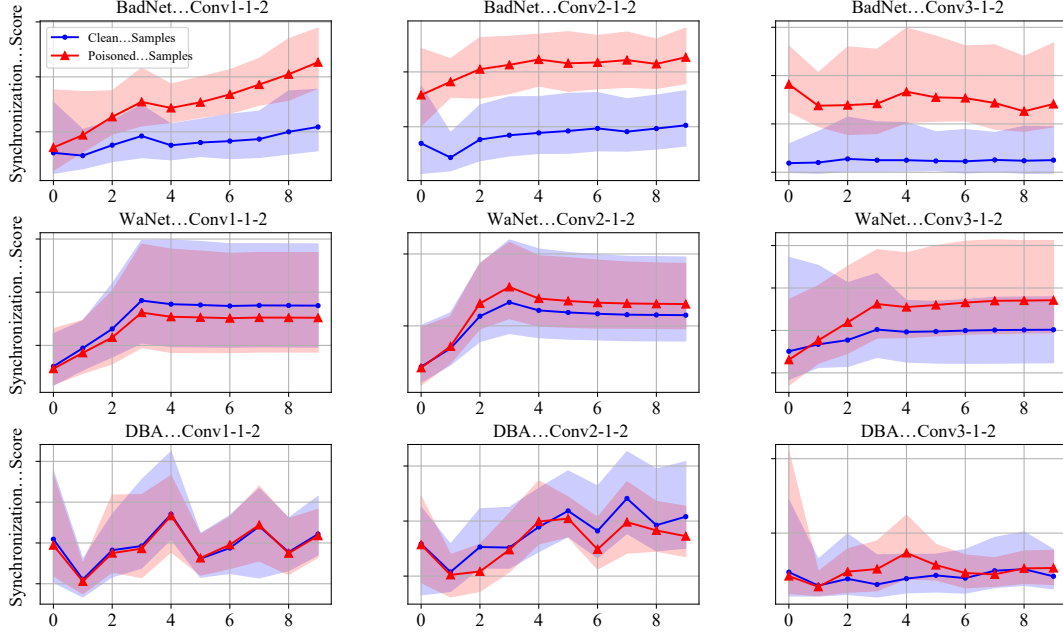 BadNet…Conv1-1-2
BadNet…Conv2-1-2
BadNet…Conv3-1-2
Synchronization…Score
Clean…Samples
Poisoned…Samples
0 2 4 6 8
0 2 4 6 8
0 2 4 6 8
WaNet…Conv1-1-2
WaNet…Conv2-1-2
WaNet…Conv3-1-2
Synchronization…Score
0 2 4 6 8
0 2 4 6 8
0 2 4 6 8
DBA…Conv1-1-2
DBA…Conv2-1-2
DBA…Conv3-1-2
Synchronization…Score
0 2 4 6 8
0 2 4 6 8
0 2 4 6 8